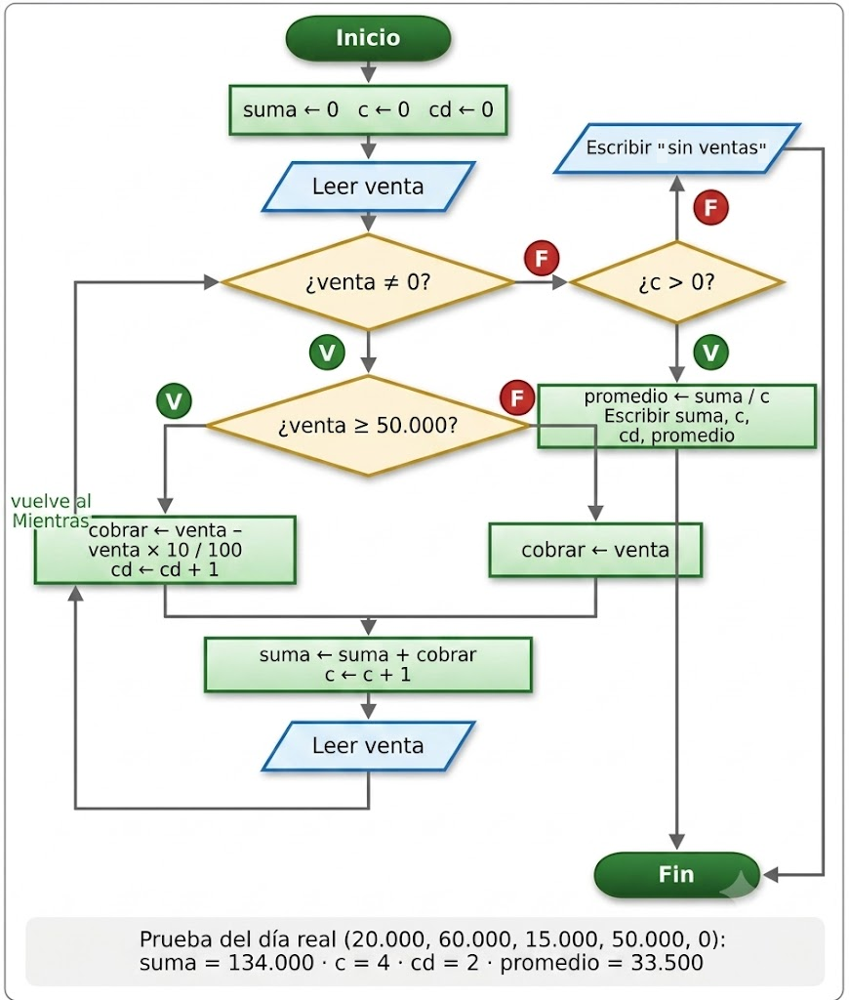 Inicio
suma ← 0 c ← 0 cd ← 0
Leer venta
¿venta ≠ 0?
F
¿c > 0?
F
Escribir "sin ventas"
V
V
promedio ← suma / c
Escribir suma, c,
cd, promedio
¿venta ≥ 50.000?
V
F
vuelve al
Mientras
cobrar ← venta –
venta × 10 / 100
cd ← cd + 1
cobrar ← venta
suma ← suma + cobrar
c ← c + 1
Leer venta
Fin
Prueba del día real (20.000, 60.000, 15.000, 50.000, 0):
suma = 134.000 · c = 4 · cd = 2 · promedio = 33.500